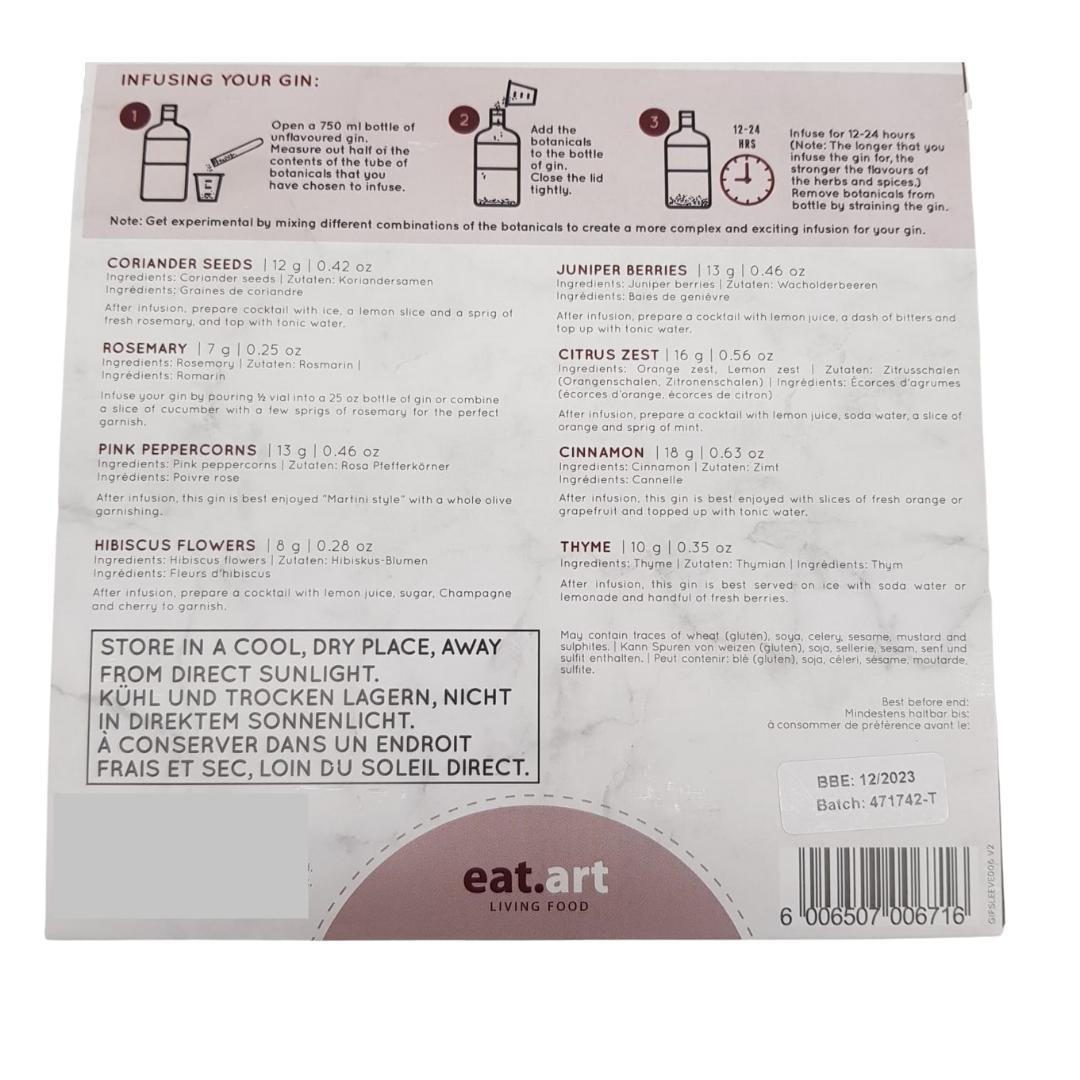 INFUSING YOUR GIN:
1
Open a 750 ml bottle of
unflavoured gin.
Measure out half of the
contents of the tube of
botanicals that you
have chosen to infuse.
2
Add the
botanicals
to the bottle
of gin.
Close the lid
tightly.
3
12-24
HRS
Infuse for 12-24 hours
(Note: The longer that you
infuse the gin for, the
stronger the flavours of
the herbs and spices.)
Remove botanicals from
bottle by straining the gin.
Note: Get experimental by mixing different combinations of the botanicals to create a more complex and exciting infusion for your gin.
CORIANDER SEEDS | 12 g | 0.42 oz
Ingredients: Coriander seeds | Zutaten: Koriandersamen
Ingrédients; Graines de coriandre
After infusion, prepare cocktail with ice, a lemon slice and a sprig of
fresh rosemary, and top with tonic water.
ROSEMARY | 7 g | 0.25 oz
Ingredients: Rosemary | Zutaten: Rosmarin |
Ingrédients: Romarin
Infuse your gin by pouring ½ vial into a 25 oz bottle of gin or combine
a slice of cucumber with a few sprigs of rosemary for the perfect
garnish.
PINK PEPPERCORNS | 13 g | 0.46 oz
Ingredients: Pink peppercorns | Zutaten: Rosa Pfefferkörner
Ingrédients: Poivre rose
After infusion, this gin is best enjoyed "Martini style" with a whole olive
garnishing.
HIBISCUS FLOWERS | 8 g | 0.28 oz
Ingredients: Hibiscus flowers | Zutaten: Hibiskus-Blumen
Ingrédients: Fleurs d'hibiscus
After infusion, prepare a cocktail with lemon juice, sugar, Champagne
and cherry to garnish.
JUNIPER BERRIES | 13 g | 0.46 oz
Ingredients: Juniper berries | Zutaten: Wacholderbeeren
Ingrédients: Baies de genièvre
After infusion, prepare a cocktail with lemon juice, a dash of bitters and
top up with tonic water.
CITRUS ZEST | 16 g | 0.56 oz
Ingredients: Orange zest, Lemon zest | Zutaten: Zitrusschalen
(Orangenschalen, Zitronenschalen) | Ingrédients: Écorces d'agrumes
(écorces d'orange, écorces de citron)
After infusion, prepare a cocktail with lemon juice, soda water, a slice of
orange and sprig of mint.
CINNAMON | 18 g | 0.63 oz
Ingredients: Cinnamon | Zutaten: Zimt
Ingrédients: Cannelle
After infusion, this gin is best enjoyed with slices of fresh orange or
grapefruit and topped up with tonic water.
THYME | 10 g | 0.35 oz
Ingredients: Thyme | Zutaten: Thymian | Ingrédients: Thym
After infusion, this gin is best served on ice with soda water or
lemonade and handful of fresh berries.
STORE IN A COOL, DRY PLACE, AWAY
FROM DIRECT SUNLIGHT.
KÜHL UND TROCKEN LAGERN, NICHT
IN DIREKTEM SONNENLICHT.
À CONSERVER DANS UN ENDROIT
FRAIS ET SEC, LOIN DU SOLEIL DIRECT.
May contain traces of wheat (gluten), soya, celery, sesame, mustard and
sulphites. | Kann Spuren von weizen (gluten), soja, sellerie, sesam, senf und
sulfit enthalten. | Peut contenir: blé (gluten), soja, céleri, sésame, moutarde,
sulfite.
Best before end:
Mindestens haltbar bis:
à consommer de préférence avant le:
BBE: 12/2023
Batch: 471742-T
eat.art
LIVING FOOD
6 006507 006716
GIFSLEEVE006 V2